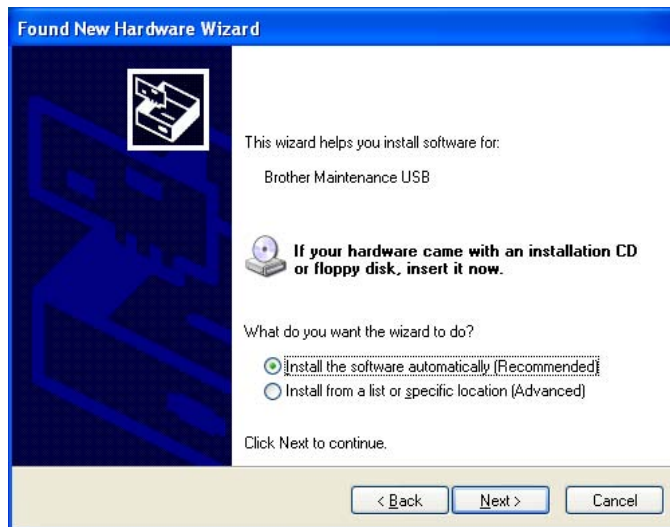 Found New Hardware Wizard
This wizard helps you install software for:
Brother Maintenance USB
If your hardware came with an installation CD
or floppy disk, insert it now.
What do you want the wizard to do?
Install the software automatically (Recommended)
Install from a list or specific location (Advanced)
Click Next to continue.
< Back Next > Cancel